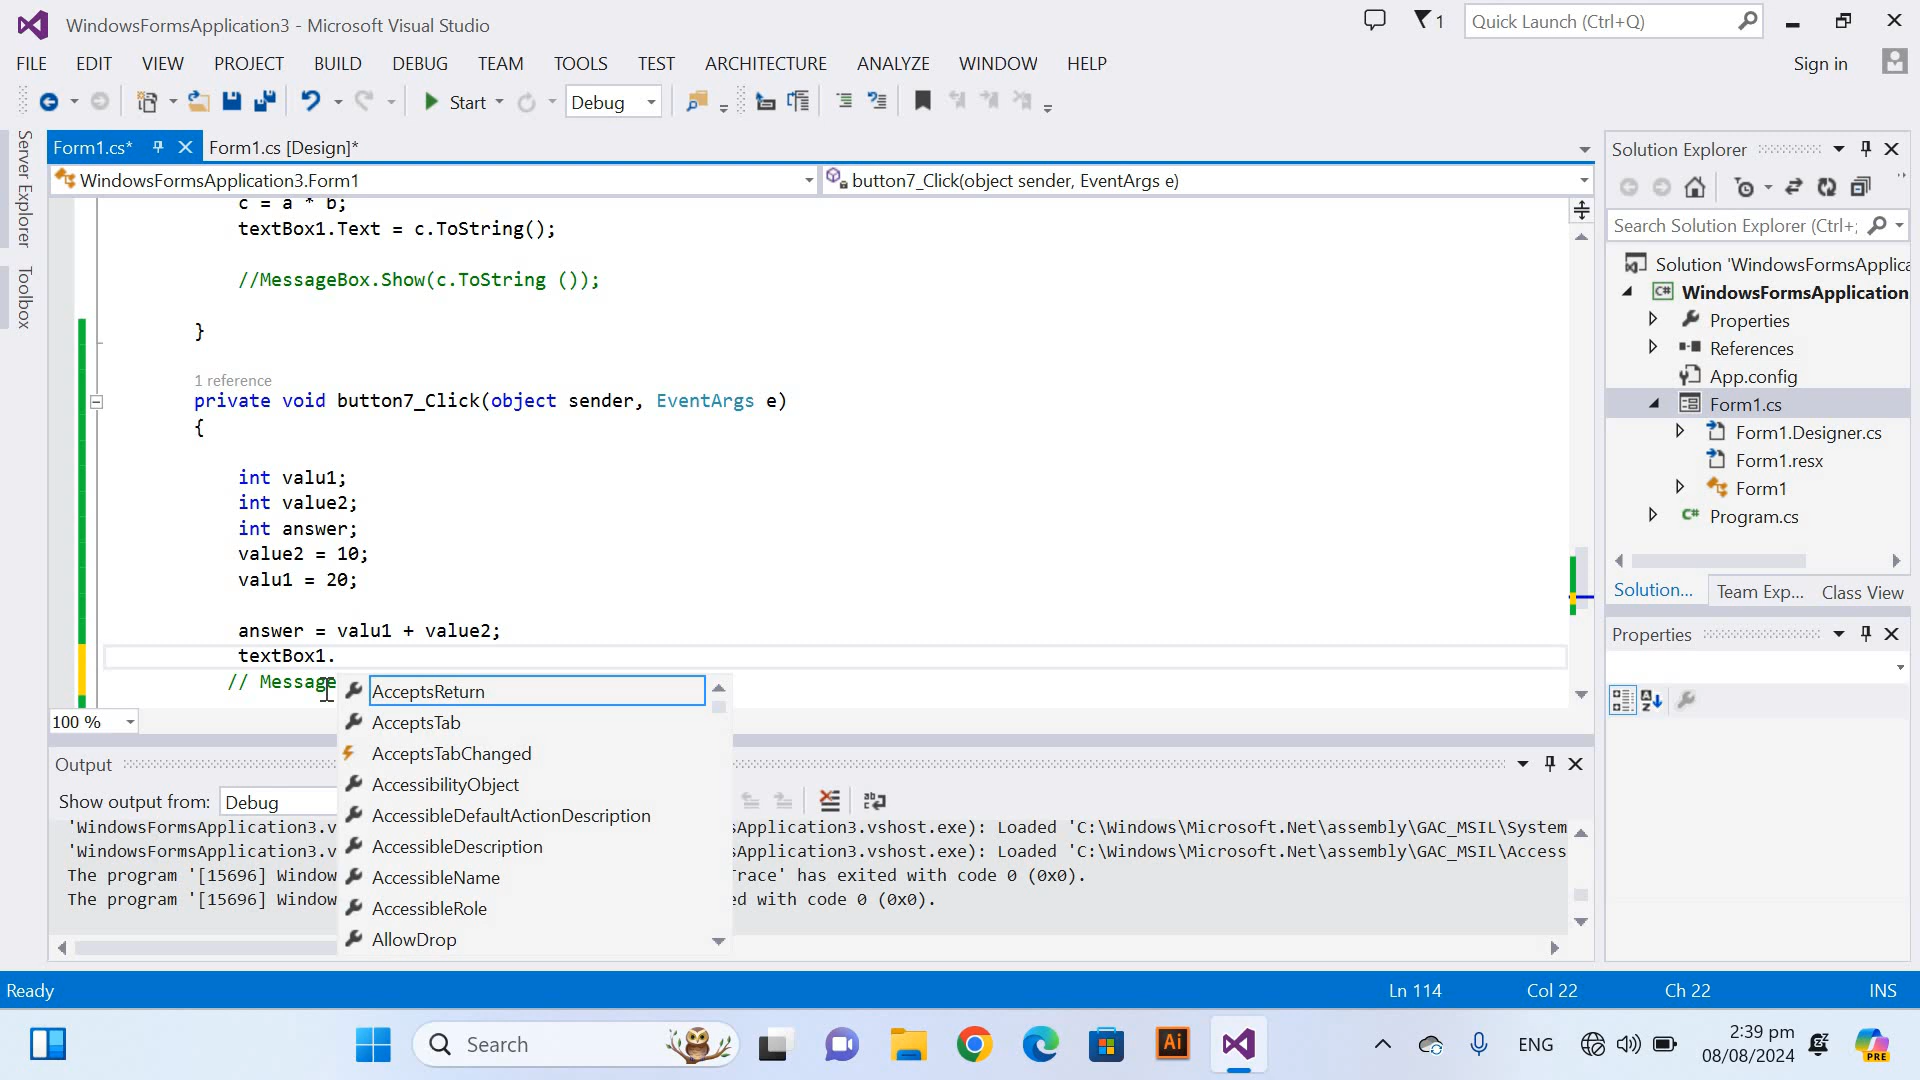 WindowsFormsApplication3 - Microsoft Visual Studio
1
Quick Launch (Ctrl+Q)
FILE EDIT VIEW PROJECT BUILD DEBUG TEAM TOOLS TEST ARCHITECTURE ANALYZE WINDOW HELP
Sign in
Start
Debug
Server Explorer
Toolbox
Form1.cs*
Form1.cs [Design]*
WindowsFormsApplication3.Form1
button7_Click(object sender, EventArgs e)
c = a * b;
textBox1.Text = c.ToString();
//MessageBox.Show(c.ToString ());
}
1 reference
private void button7_Click(object sender, EventArgs e)
{
int valu1;
int value2;
int answer;
value2 = 10;
valu1 = 20;
answer = valu1 + value2;
textBox1.
// Message
AcceptsReturn
AcceptsTab
AcceptsTabChanged
AccessibilityObject
AccessibleDefaultActionDescription
AccessibleDescription
AccessibleName
AccessibleRole
AllowDrop
100 %
Output
Show output from: Debug
'WindowsFormsApplication3.v sApplication3.vshost.exe): Loaded 'C:\Windows\Microsoft.Net\assembly\GAC_MSIL\System
'WindowsFormsApplication3.v sApplication3.vshost.exe): Loaded 'C:\Windows\Microsoft.Net\assembly\GAC_MSIL\Access
The program '[15696] Window Trace' has exited with code 0 (0x0).
The program '[15696] Window ed with code 0 (0x0).
Solution Explorer
Search Solution Explorer (Ctrl+;
Solution 'WindowsFormsApplica
C# WindowsFormsApplication
Properties
References
App.config
Form1.cs
Form1.Designer.cs
Form1.resx
Form1
C# Program.cs
Solution... Team Exp... Class View
Properties
Ready
Ln 114
Col 22
Ch 22
INS
Search
Ai
ENG
2:39 pm
08/08/2024
PRE